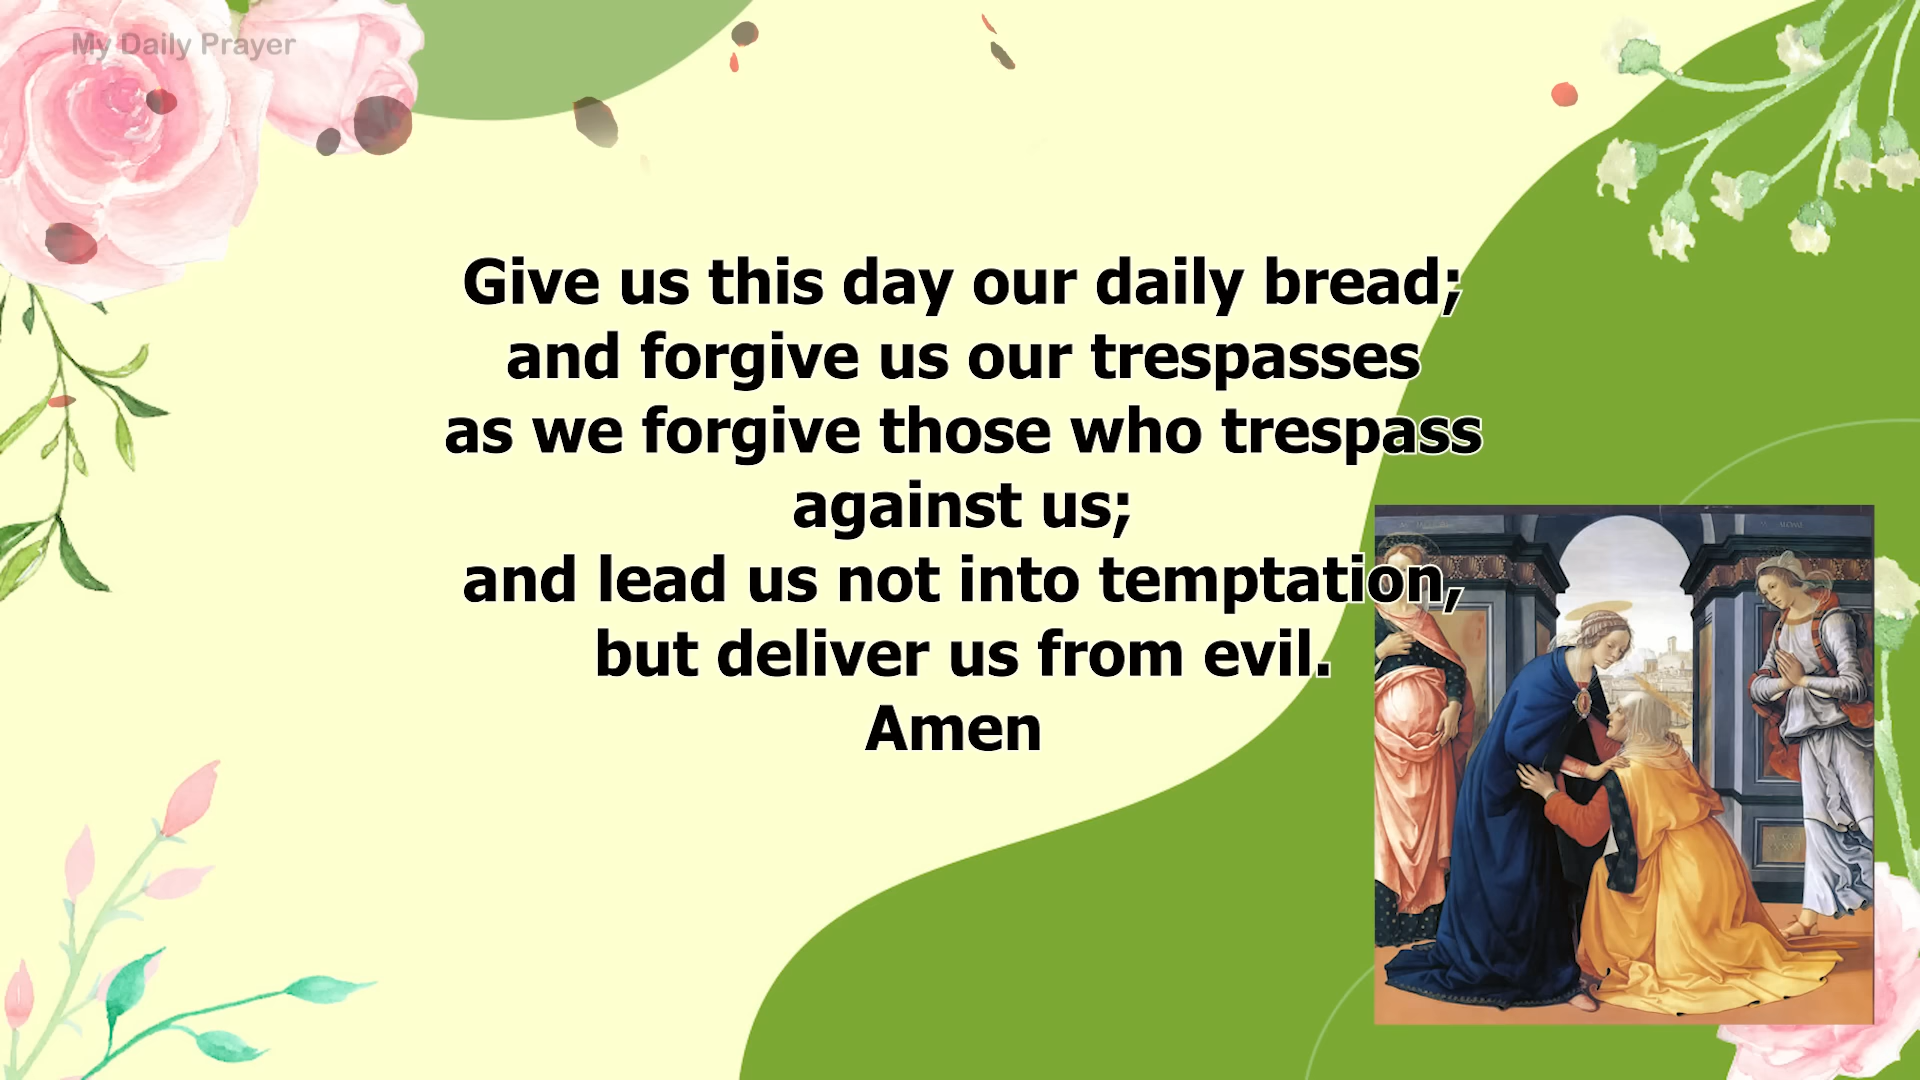 My Daily Prayer
Give us this day our daily bread;
and forgive us our trespasses
as we forgive those who trespass
against us;
and lead us not into temptation,
but deliver us from evil.
Amen